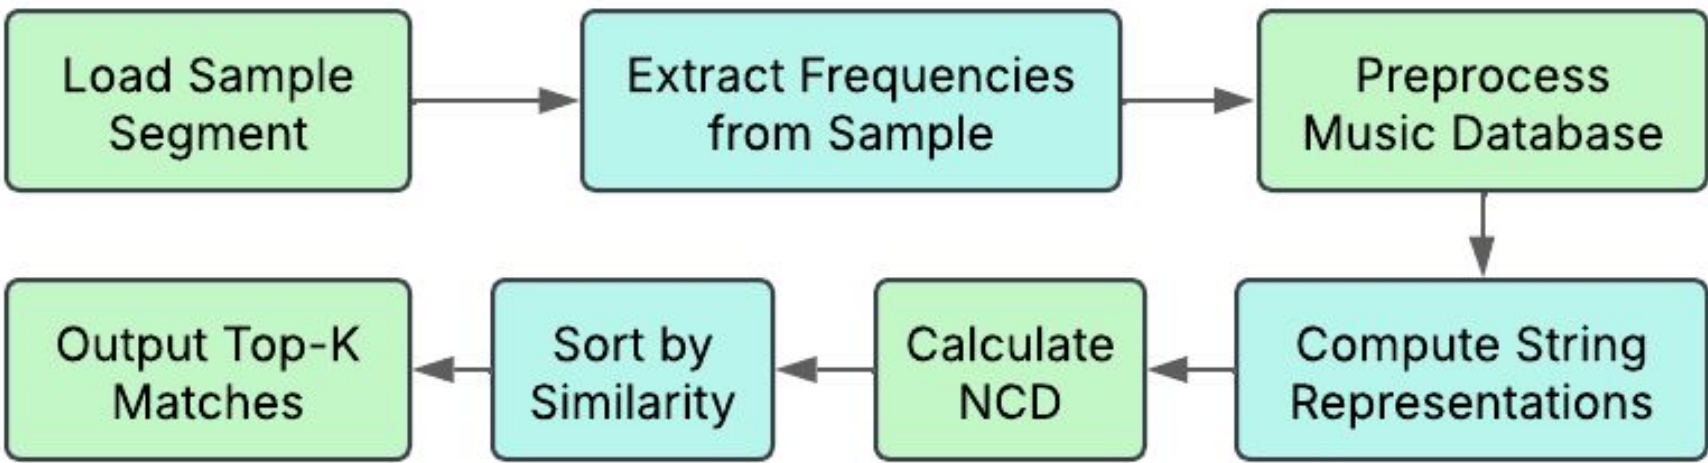 Load Sample
Segment
Extract Frequencies
from Sample
Preprocess
Music Database
Compute String
Representations
Calculate
NCD
Sort by
Similarity
Output Top-K
Matches